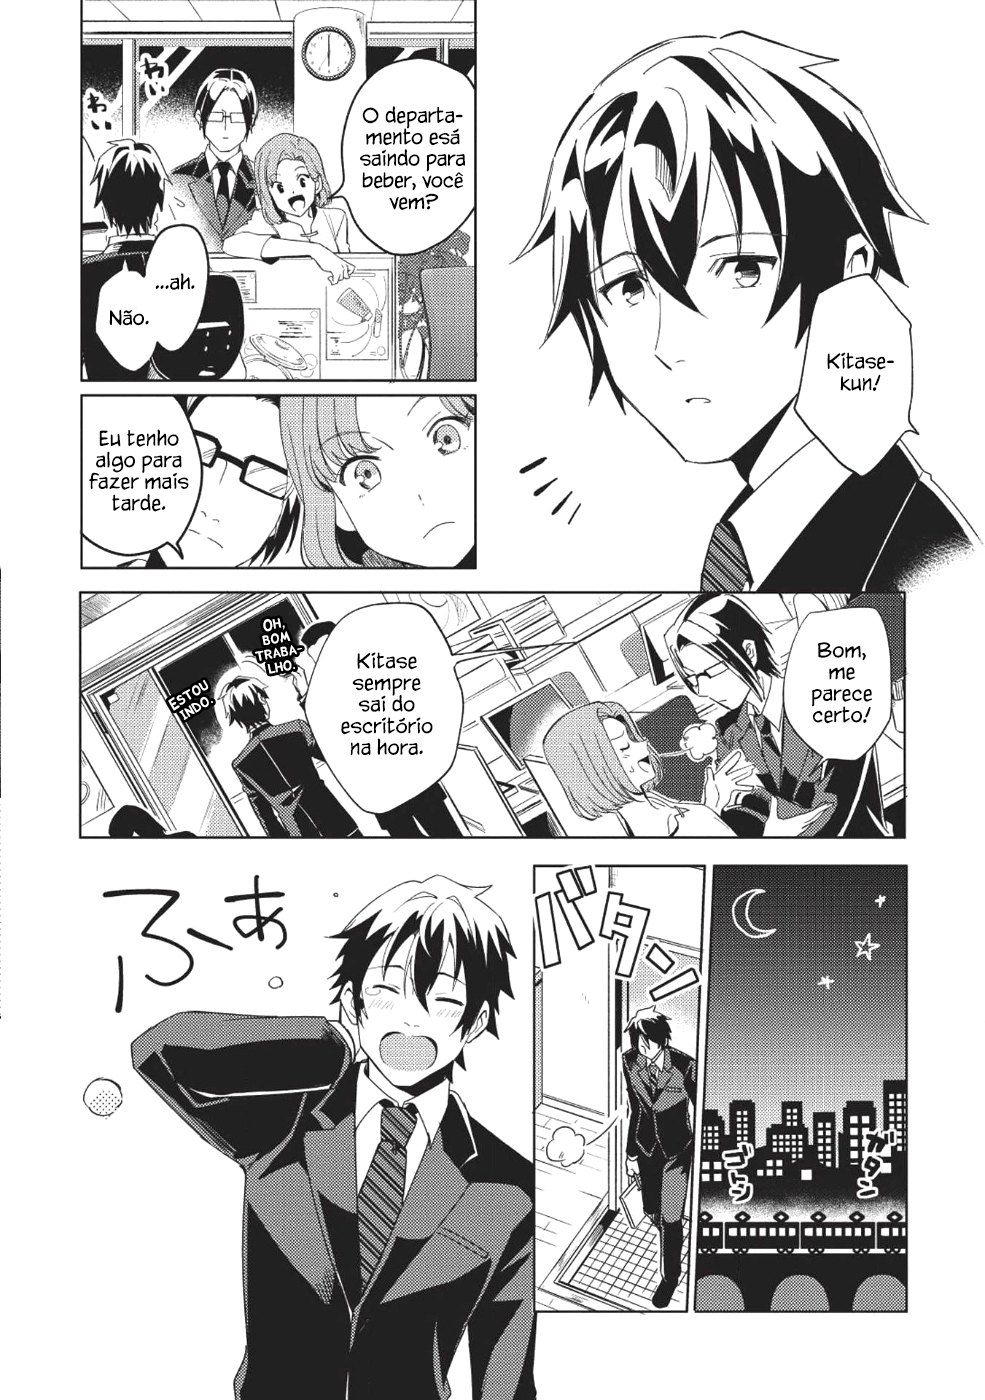 Kitase-
kun!
O departa-
mento esá
saindo para
beber, você
vem?
わい
わい
...ah.
Não.
Eu tenho
algo para
fazer mais
tarde.
Bom,
me
parece
certo!
Kitase
sempre
sai do
escritório
na hora.
OH,
BOM
TRABA-
LHO.
ESTOU
INDO.
ガタン
ゴトン
バタン
ふぁ